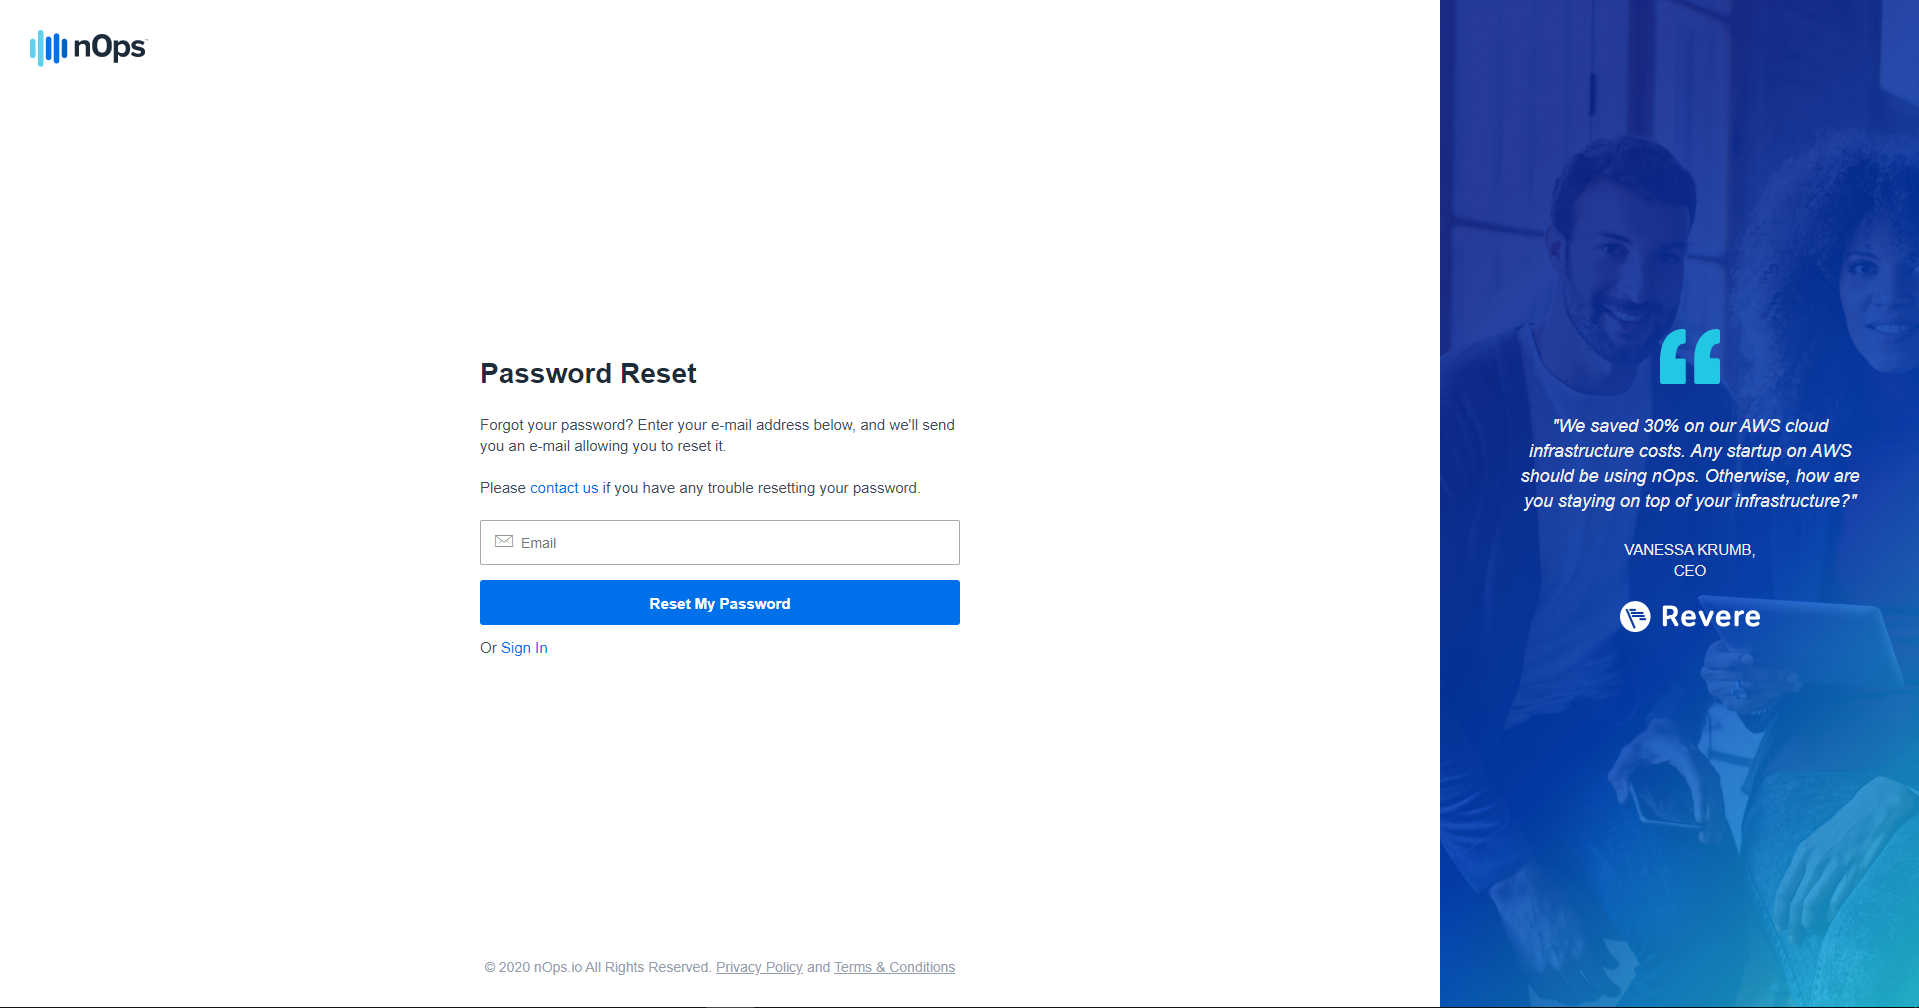 nOps
Password Reset
Forgot your password? Enter your e-mail address below, and we'll send
you an e-mail allowing you to reset it.
Please contact us if you have any trouble resetting your password.
Email
Reset My Password
Or Sign In
© 2020 nOps.io All Rights Reserved. Privacy Policy and Terms & Conditions
"We saved 30% on our AWS cloud
infrastructure costs. Any startup on AWS
should be using nOps. Otherwise, how are
you staying on top of your infrastructure?"
VANESSA KRUMB,
CEO
Revere